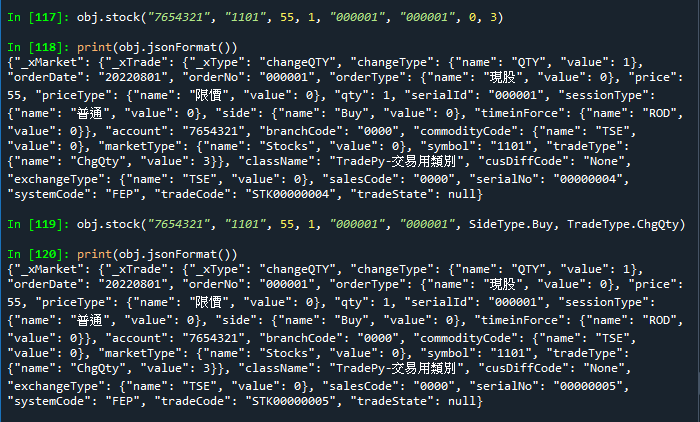 In [117]: obj.stock("7654321", "1101", 55, 1, "000001", "000001", 0, 3)
In [118]: print(obj.jsonFormat())
{"_xMarket": {"_xTrade": {"_xType": "changeQTY", "changeType": {"name": "QTY", "value": 1},
"orderDate": "20220801", "orderNo": "000001", "orderType": {"name": "現股", "value": 0}, "price":
55, "priceType": {"name": "限價", "value": 0}, "qty": 1, "serialId": "000001", "sessionType":
{"name": "普通", "value": 0}, "side": {"name": "Buy", "value": 0}, "timeinForce": {"name": "ROD",
"value": 0}}, "account": "7654321", "branchCode": "0000", "commodityCode": {"name": "TSE",
"value": 0}, "marketType": {"name": "Stocks", "value": 0}, "symbol": "1101", "tradeType":
{"name": "ChgQty", "value": 3}}, "className": "TradePy-交易用類別", "cusDiffCode": "None",
"exchangeType": {"name": "TSE", "value": 0}, "salesCode": "0000", "serialNo": "00000004",
"systemCode": "FEP", "tradeCode": "STK00000004", "tradeState": null}
In [119]: obj.stock("7654321", "1101", 55, 1, "000001", "000001", SideType.Buy, TradeType.ChgQty)
In [120]: print(obj.jsonFormat())
{"_xMarket": {"_xTrade": {"_xType": "changeQTY", "changeType": {"name": "QTY", "value": 1},
"orderDate": "20220801", "orderNo": "000001", "orderType": {"name": "現股", "value": 0}, "price":
55, "priceType": {"name": "限價", "value": 0}, "qty": 1, "serialId": "000001", "sessionType":
{"name": "普通", "value": 0}, "side": {"name": "Buy", "value": 0}, "timeinForce": {"name": "ROD",
"value": 0}}, "account": "7654321", "branchCode": "0000", "commodityCode": {"name": "TSE",
"value": 0}, "marketType": {"name": "Stocks", "value": 0}, "symbol": "1101", "tradeType":
{"name": "ChgQty", "value": 3}}, "className": "TradePy-交易用類別", "cusDiffCode": "None",
"exchangeType": {"name": "TSE", "value": 0}, "salesCode": "0000", "serialNo": "00000005",
"systemCode": "FEP", "tradeCode": "STK00000005", "tradeState": null}